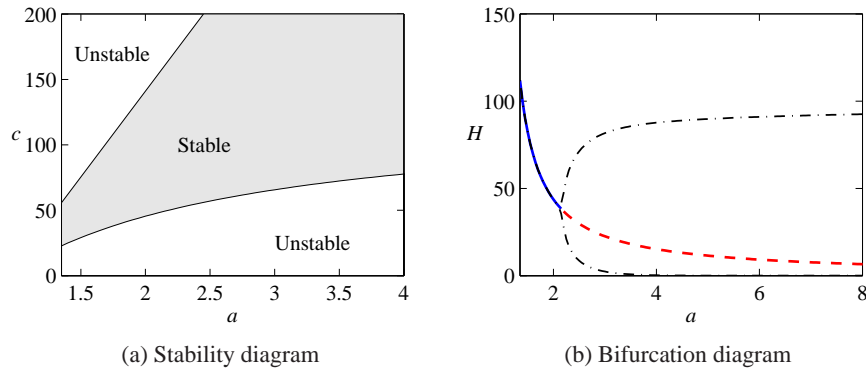 200
150
100
50
0
c
Unstable
Stable
Unstable
1.5
2
2.5
3
3.5
4
a
(a) Stability diagram
150
100
50
0
H
2
4
6
8
a
(b) Bifurcation diagram